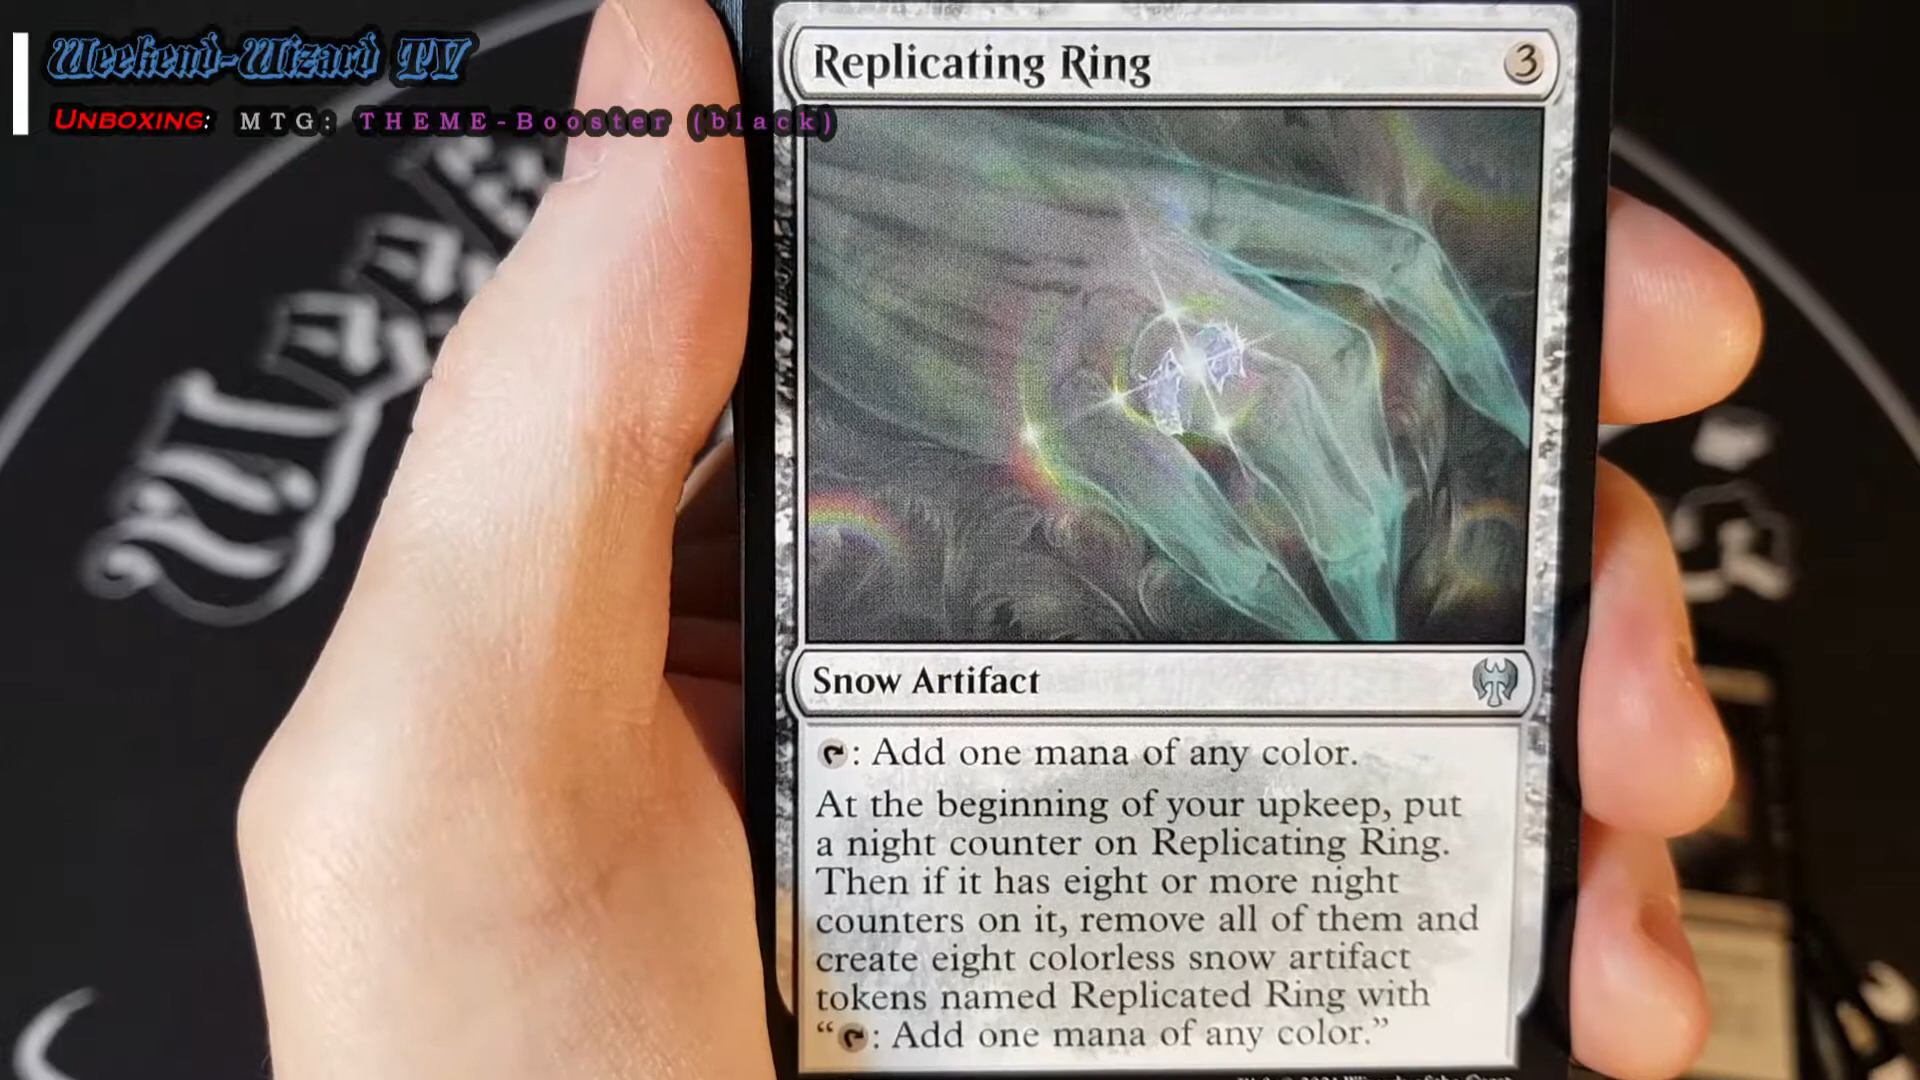 Weekend-Wizard TV
Unboxing: MTG: THEME-Booster (black)
Replicating Ring
3
Snow Artifact
: Add one mana of any color.
At the beginning of your upkeep, put
a night counter on Replicating Ring.
Then if it has eight or more night
counters on it, remove all of them and
create eight colorless snow artifact
tokens named Replicated Ring with
“: Add one mana of any color.”